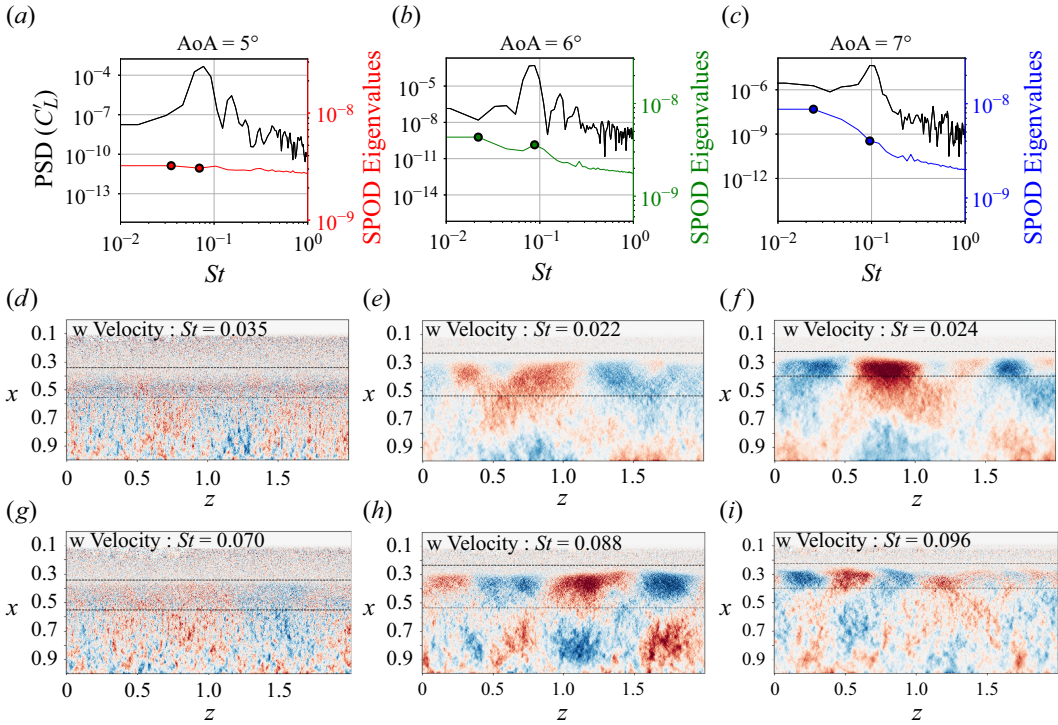 (a) (b) (c)
AoA = 5° AoA = 6° AoA = 7°
PSD (C′L)
10−4
10−7
10−10
10−13
10−8
10−9
SPOD Eigenvalues
10−2 10−1 100
St
10−5
10−8
10−11
10−14
10−8
10−9
SPOD Eigenvalues
10−2 10−1 100
St
10−6
10−9
10−12
10−8
10−9
SPOD Eigenvalues
10−2 10−1 100
St
(d) (e) (f)
w Velocity : St = 0.035
x
0.1
0.3
0.5
0.7
0.9
0 0.5 1.0 1.5
z
w Velocity : St = 0.022
x
0.1
0.3
0.5
0.7
0.9
0 0.5 1.0 1.5
z
w Velocity : St = 0.024
x
0.1
0.3
0.5
0.7
0.9
0 0.5 1.0 1.5
z
(g) (h) (i)
w Velocity : St = 0.070
x
0.1
0.3
0.5
0.7
0.9
0 0.5 1.0 1.5
z
w Velocity : St = 0.088
x
0.1
0.3
0.5
0.7
0.9
0 0.5 1.0 1.5
z
w Velocity : St = 0.096
x
0.1
0.3
0.5
0.7
0.9
0 0.5 1.0 1.5
z